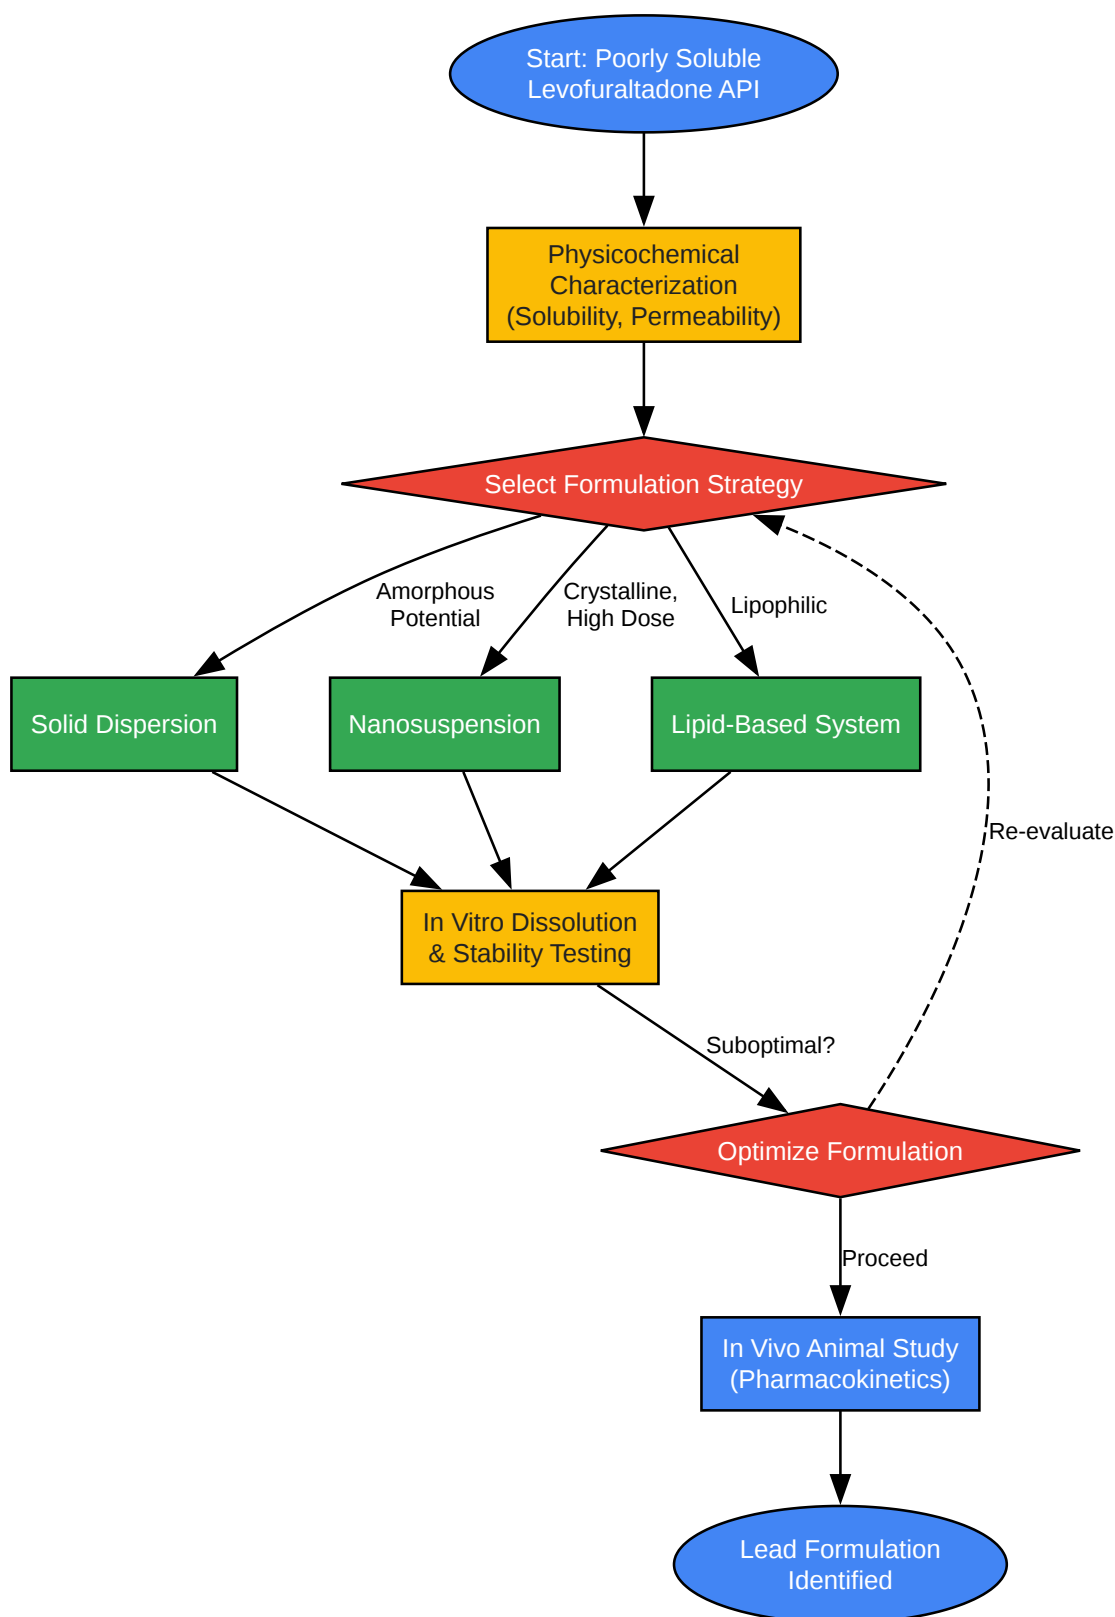 Start: Poorly Soluble
Levofuraltadone API
Physicochemical
Characterization
(Solubility, Permeability)
Select Formulation Strategy
Amorphous
Potential
Crystalline,
High Dose
Lipophilic
Solid Dispersion
Nanosuspension
Lipid-Based System
Re-evaluate
In Vitro Dissolution
& Stability Testing
Suboptimal?
Optimize Formulation
Proceed
In Vivo Animal Study
(Pharmacokinetics)
Lead Formulation
Identified